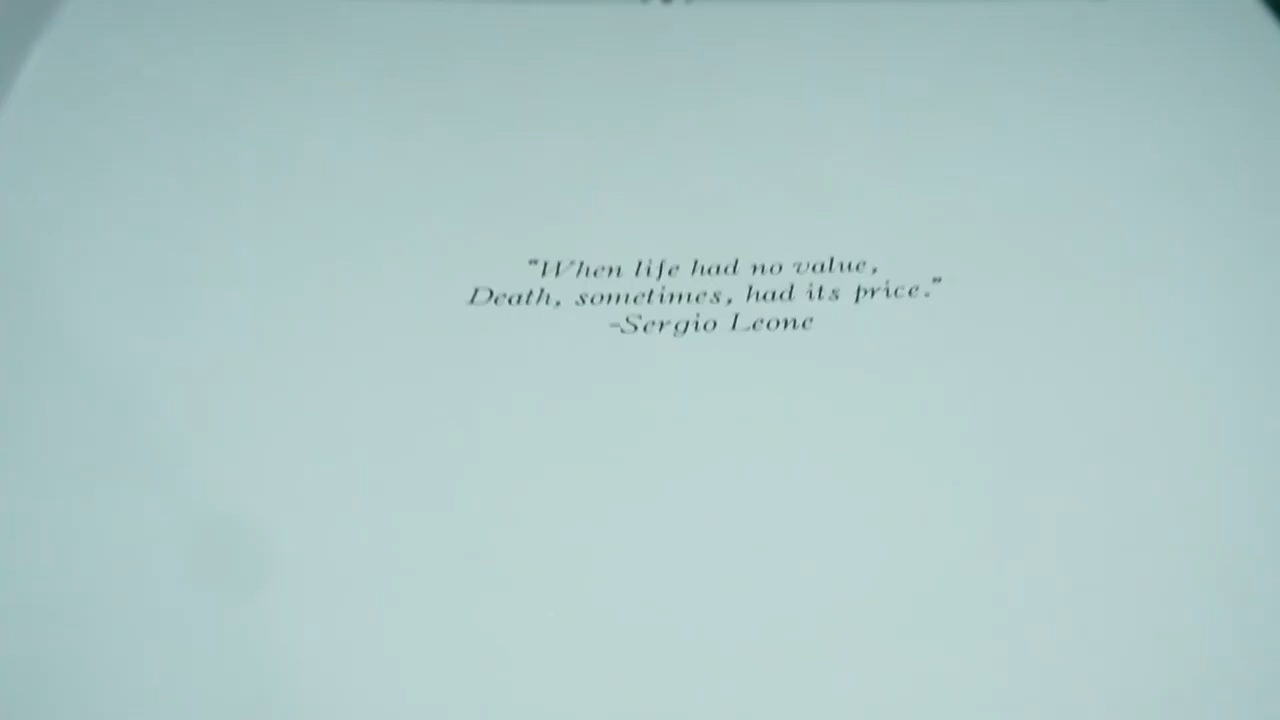 "When life had no value,
Death, sometimes, had its price."
-Sergio Leone